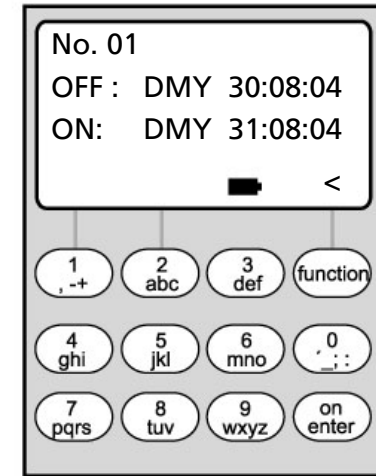 No. 01
OFF : DMY 30:08:04
ON: DMY 31:08:04
<
1 2 3 function
, -+ abc def
4 5 6 0
ghi jkl mno ´_; :
7 8 9 on
pqrs tuv wxyz enter